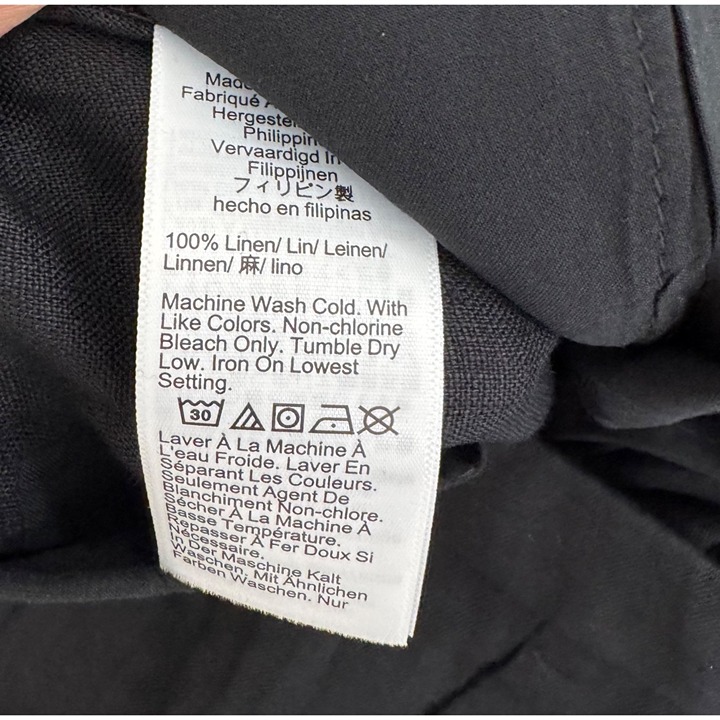 Made
Fabriqué
Hergestel
Philippin
Vervaardigd In
Filippijnen
フィリピン製
hecho en filipinas
100% Linen/ Lin/ Leinen/
Linnen/ 麻/ lino
Machine Wash Cold. With
Like Colors. Non-chlorine
Bleach Only. Tumble Dry
Low. Iron On Lowest
Setting.
30
Laver À La Machine À
L'eau Froide. Laver En
Séparant Les Couleurs.
Seulement Agent De
Blanchiment Non-chlore.
Sécher À La Machine À
Basse Température.
Repasser À Fer Doux Si
Nécessaire.
In Der Maschine Kalt
Waschen. Mit Ähnlichen
Farben Waschen. Nur